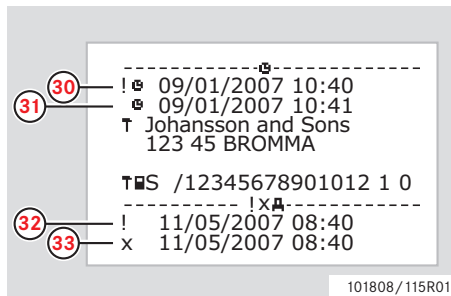 30 ! 09/01/2007 10:40
31 09/01/2007 10:41
Johansson and Sons
123 45 BROMMA
S /12345678901012 1 0
---------- !x ------------
32 ! 11/05/2007 08:40
33 x 11/05/2007 08:40
101808/115R01